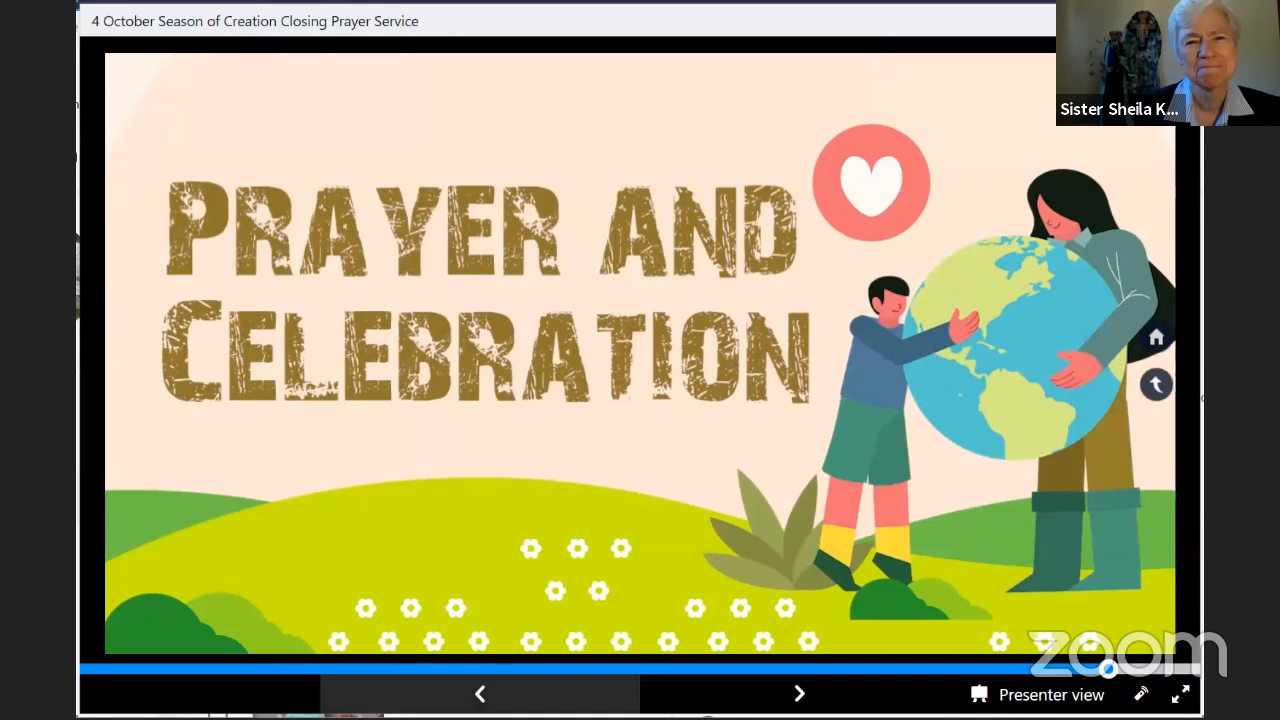 4 October Season of Creation Closing Prayer Service
Sister Sheila K...
PRAYER AND
CELEBRATION
zoom
Presenter view